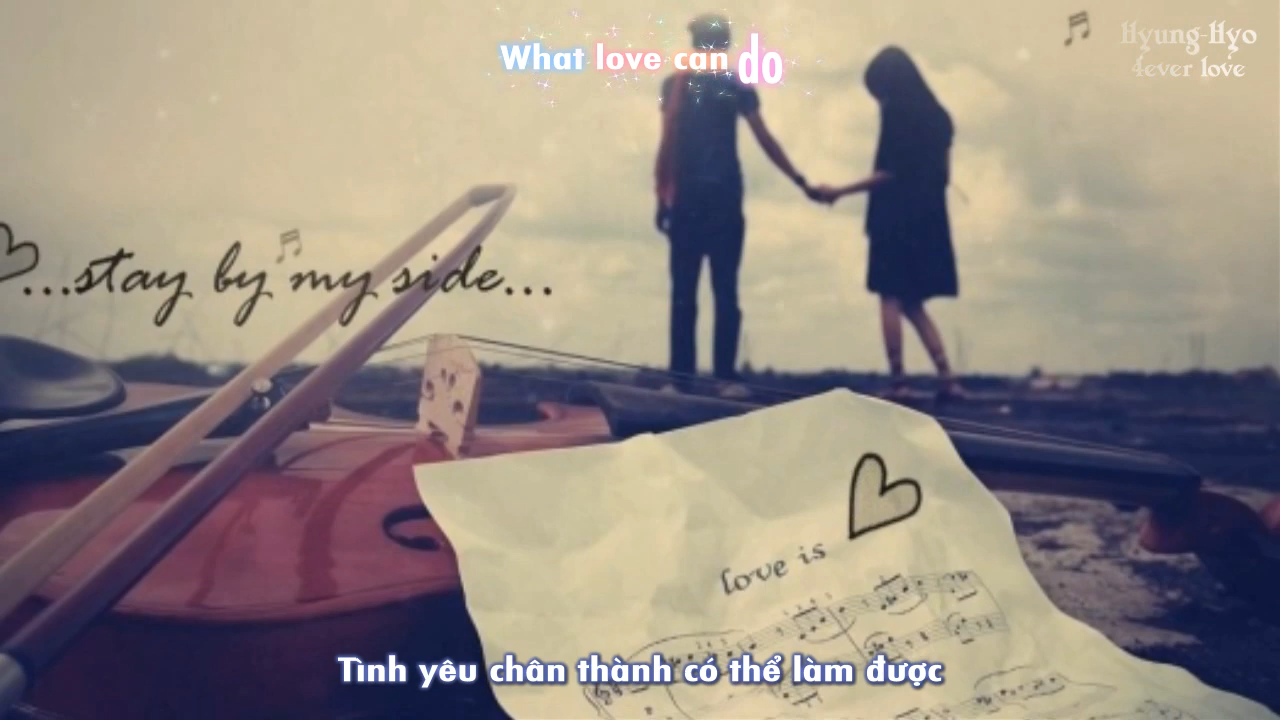 What love can do
Hyung-Hyo
4ever love
...stay by my side...
love is
Tình yêu chân thành có thể làm được